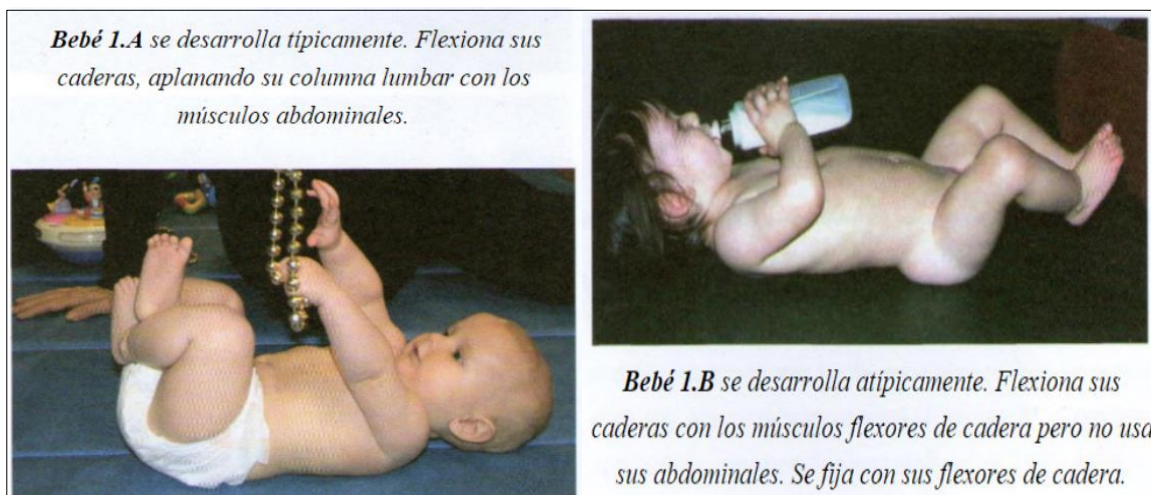 Bebé 1.A se desarrolla típicamente. Flexiona sus
caderas, aplanando su columna lumbar con los
músculos abdominales.
Bebé 1.B se desarrolla atípicamente. Flexiona sus
caderas con los músculos flexores de cadera pero no usa
sus abdominales. Se fija con sus flexores de cadera.